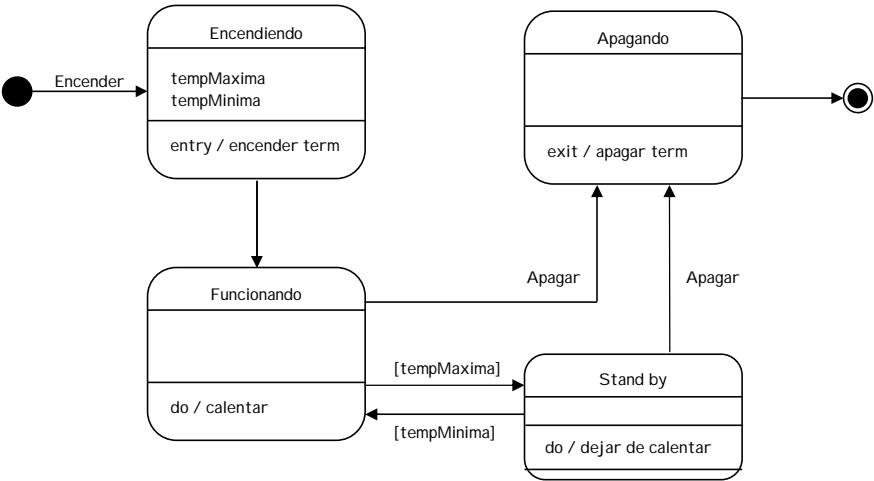 Encendiendo
Encender
tempMaxima
tempMinima
entry / encender term
Apagando
exit / apagar term
Funcionando
do / calentar
Apagar
Apagar
[tempMaxima]
[tempMinima]
Stand by
do / dejar de calentar